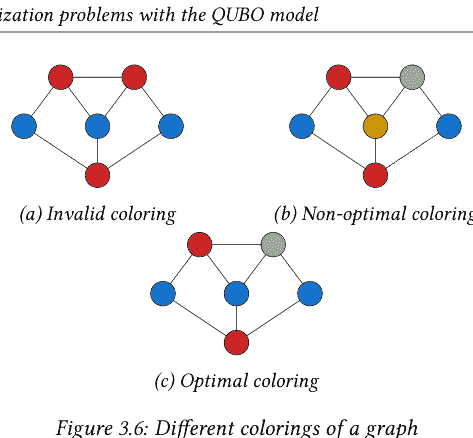 ization problems with the QUBO model
(a) Invalid coloring
(b) Non-optimal coloring
(c) Optimal coloring
Figure 3.6: Different colorings of a graph